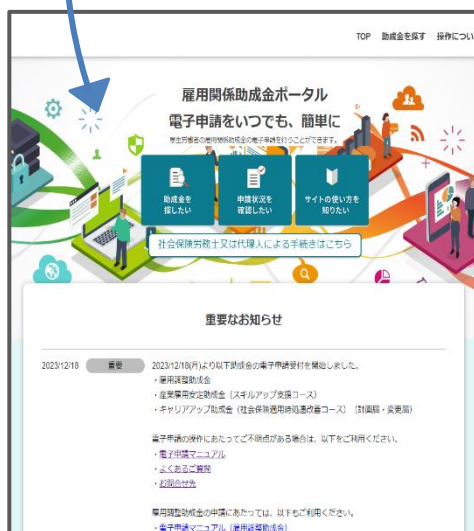 TOP 助成金を探す 操作につい
雇用関係助成金ポータル
電子申請をいつでも、簡単に
厚生労働省の雇用関係助成金の電子申請を行うことができます。
助成金を
探したい
申請状況を
確認したい
サイトの使い方を
知りたい
社会保険労務士又は代理人による手続きはこちら
重要なお知らせ
2023/12/18 重要 2023/12/18(月)より以下助成金の電子申請受付を開始しました。
・雇用調整助成金
・産業雇用安定助成金（スキルアップ支援コース）
・キャリアアップ助成金（社会保険適用時処遇改善コース）（計画届・変更届）
電子申請の操作にあたってご不明点がある場合は、以下をご利用ください。
・電子申請マニュアル
・よくあるご質問
・お問合せ先
雇用調整助成金の申請にあたっては、以下もご利用ください。
・電子申請マニュアル（雇用調整助成金）